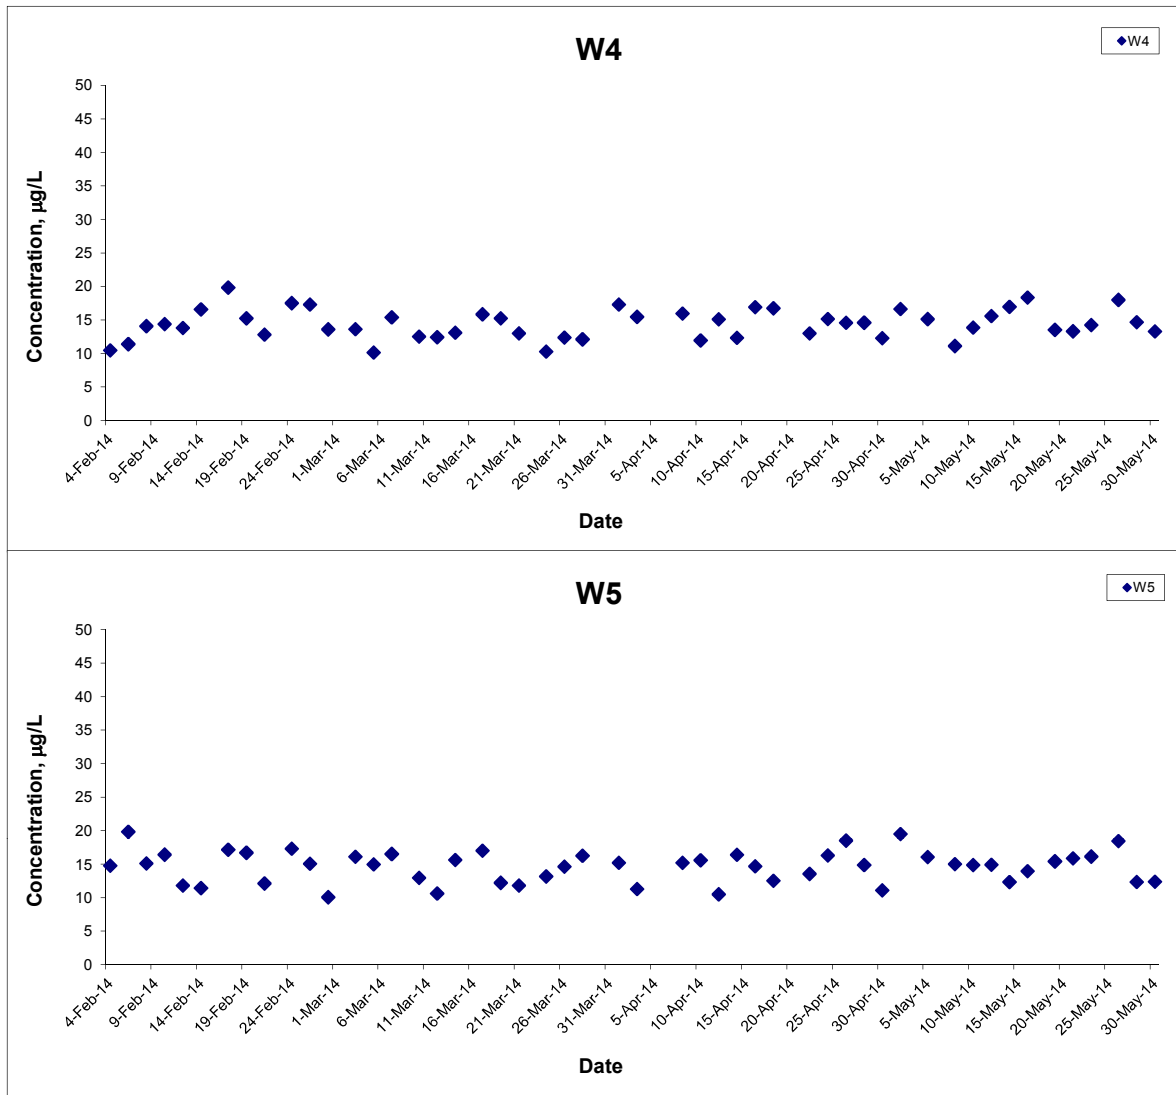 W4
W4
50
45
40
35
30
25
20
15
10
5
0
Concentration, µg/L
4-Feb-14
9-Feb-14
14-Feb-14
19-Feb-14
24-Feb-14
1-Mar-14
6-Mar-14
11-Mar-14
16-Mar-14
21-Mar-14
26-Mar-14
31-Mar-14
5-Apr-14
10-Apr-14
15-Apr-14
20-Apr-14
25-Apr-14
30-Apr-14
5-May-14
10-May-14
15-May-14
20-May-14
25-May-14
30-May-14
Date
W5
W5
50
45
40
35
30
25
20
15
10
5
0
Concentration, µg/L
4-Feb-14
9-Feb-14
14-Feb-14
19-Feb-14
24-Feb-14
1-Mar-14
6-Mar-14
11-Mar-14
16-Mar-14
21-Mar-14
26-Mar-14
31-Mar-14
5-Apr-14
10-Apr-14
15-Apr-14
20-Apr-14
25-Apr-14
30-Apr-14
5-May-14
10-May-14
15-May-14
20-May-14
25-May-14
30-May-14
Date